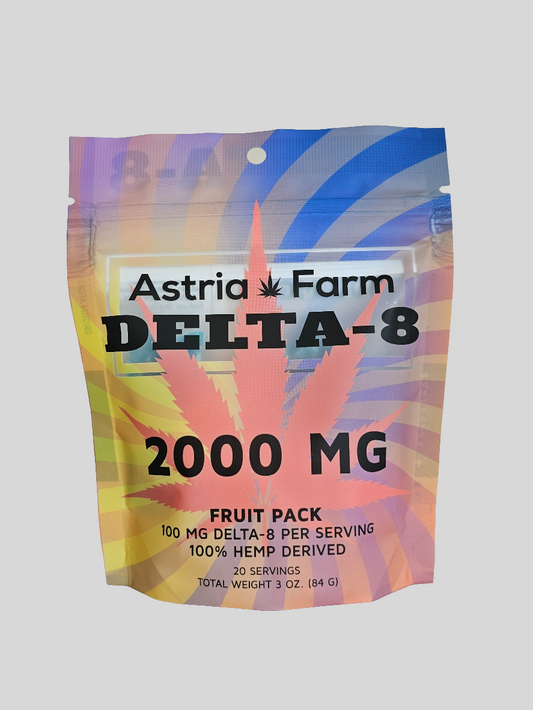 Astria Farm
DELTA-8
2000 MG
FRUIT PACK
100 MG DELTA-8 PER SERVING
100% HEMP DERIVED
20 SERVINGS
TOTAL WEIGHT 3 OZ. (84 G)